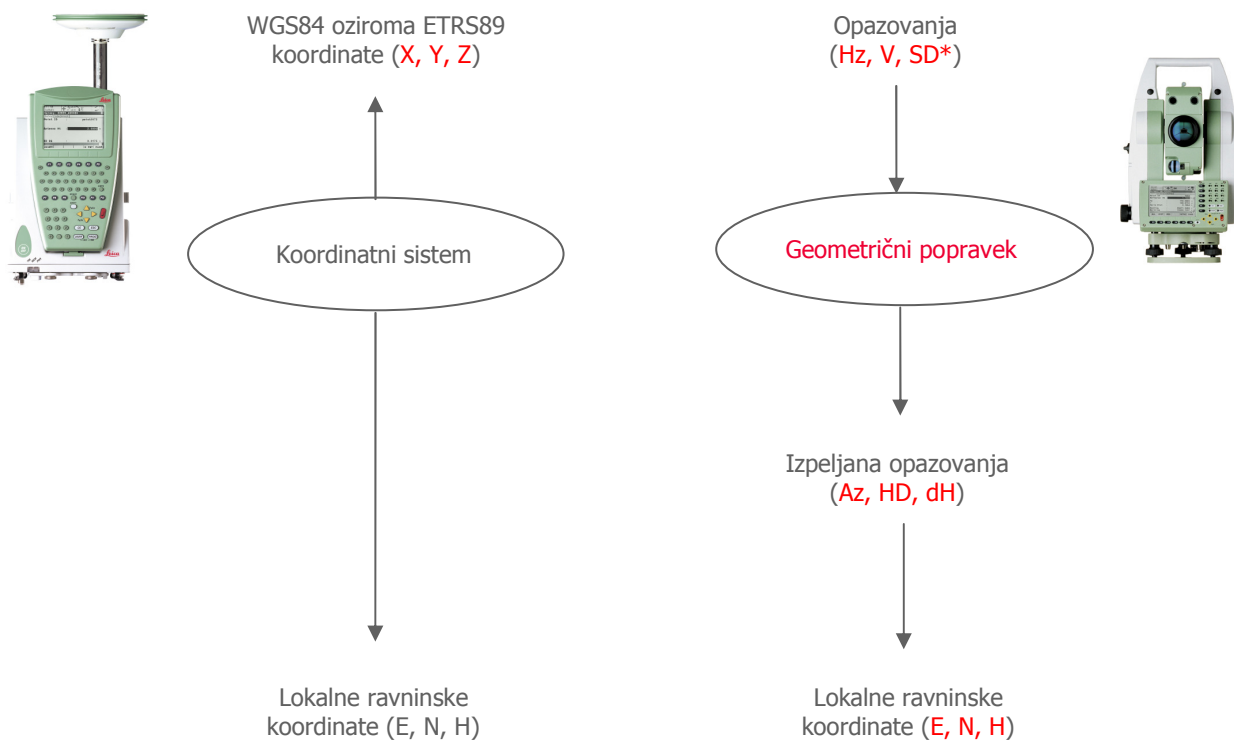 WGS84 oziroma ETRS89
koordinate (X, Y, Z)
Koordinatni sistem
Lokalne ravninske
koordinate (E, N, H)
Opazovanja
(Hz, V, SD*)
Geometrični popravek
Izpeljana opazovanja
(Az, HD, dH)
Lokalne ravninske
koordinate (E, N, H)